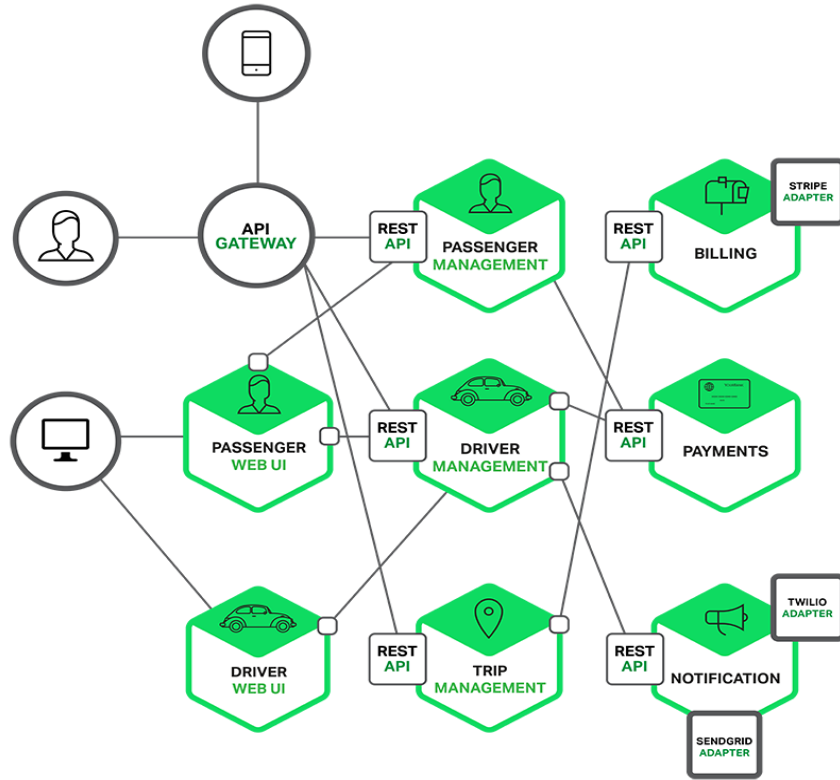 API
GATEWAY
REST
API
PASSENGER
MANAGEMENT
REST
API
BILLING
STRIPE
ADAPTER
PASSENGER
WEB UI
REST
API
DRIVER
MANAGEMENT
REST
API
PAYMENTS
DRIVER
WEB UI
REST
API
TRIP
MANAGEMENT
REST
API
NOTIFICATION
TWILIO
ADAPTER
SENDGRID
ADAPTER